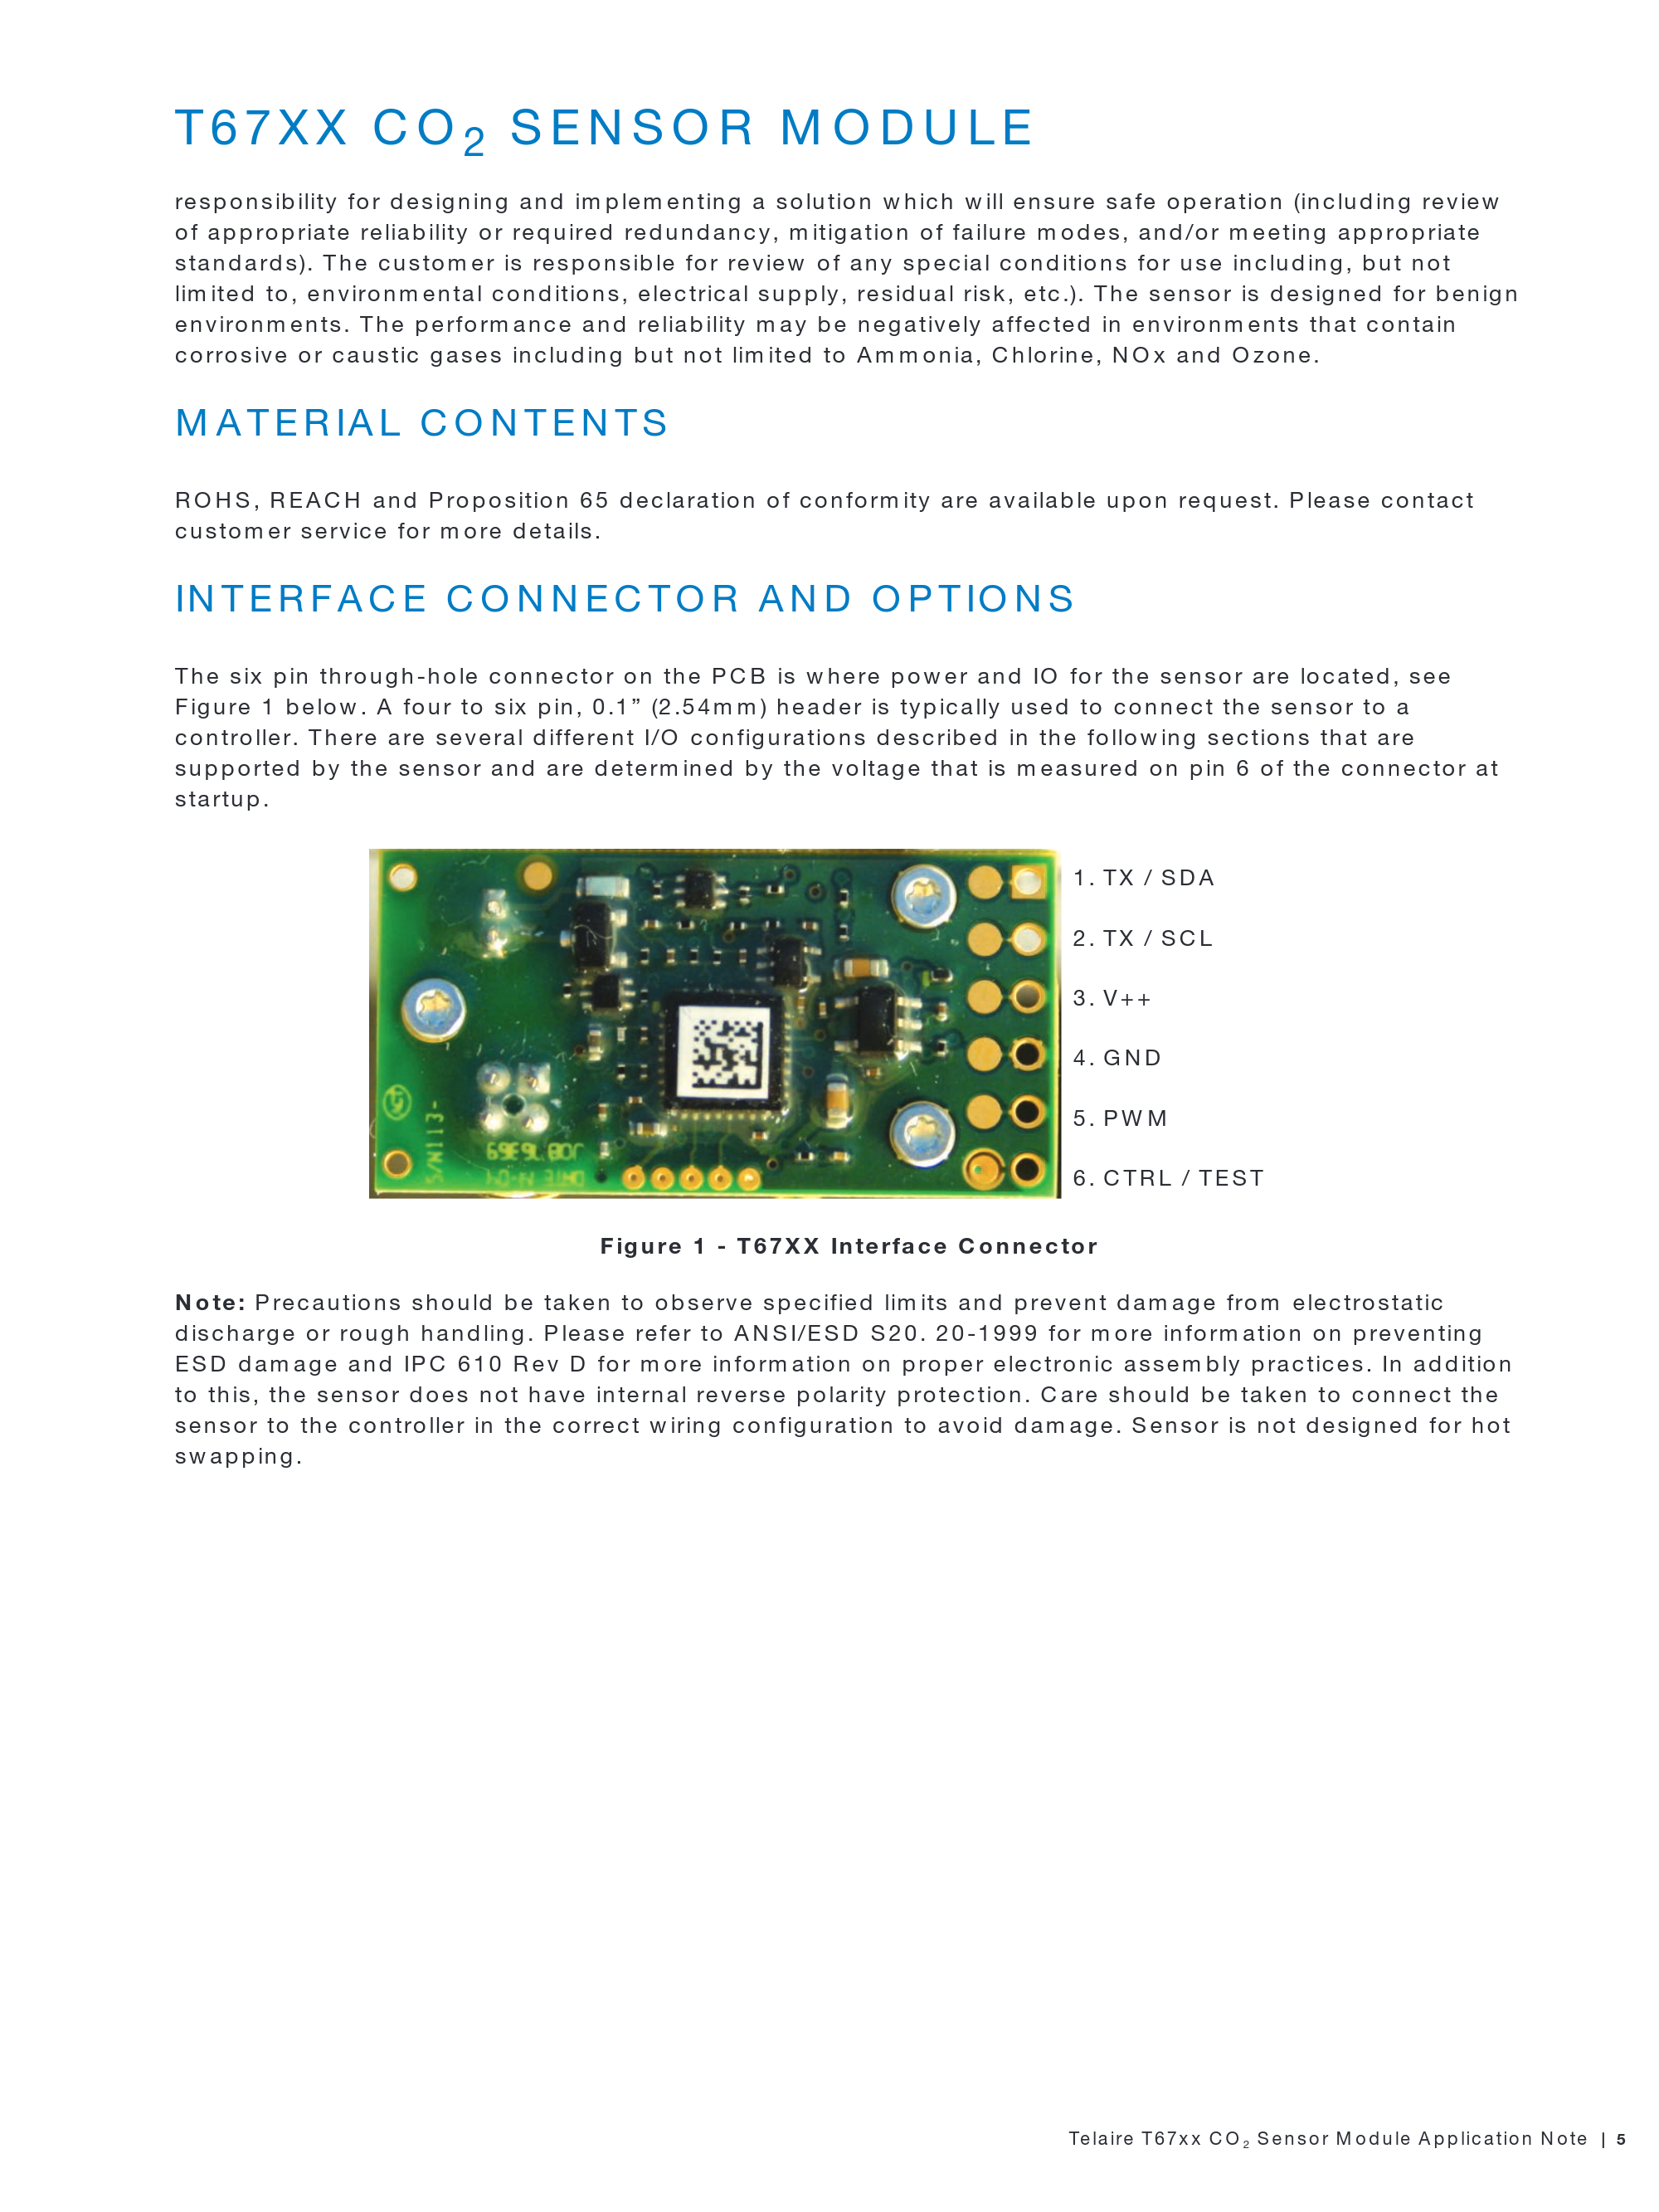 T67XX CO2 SENSOR MODULE
responsibility for designing and implementing a solution which will ensure safe operation (including review
of appropriate reliability or required redundancy, mitigation of failure modes, and/or meeting appropriate
standards). The customer is responsible for review of any special conditions for use including, but not
limited to, environmental conditions, electrical supply, residual risk, etc.). The sensor is designed for benign
environments. The performance and reliability may be negatively affected in environments that contain
corrosive or caustic gases including but not limited to Ammonia, Chlorine, NOx and Ozone.
MATERIAL CONTENTS
ROHS, REACH and Proposition 65 declaration of conformity are available upon request. Please contact
customer service for more details.
INTERFACE CONNECTOR AND OPTIONS
The six pin through-hole connector on the PCB is where power and IO for the sensor are located, see
Figure 1 below. A four to six pin, 0.1” (2.54mm) header is typically used to connect the sensor to a
controller. There are several different I/O configurations described in the following sections that are
supported by the sensor and are determined by the voltage that is measured on pin 6 of the connector at
startup.
1. TX / SDA
2. TX / SCL
3. V++
4. GND
5. PWM
6. CTRL / TEST
S/N113-
Figure 1 - T67XX Interface Connector
Note: Precautions should be taken to observe specified limits and prevent damage from electrostatic
discharge or rough handling. Please refer to ANSI/ESD S20. 20-1999 for more information on preventing
ESD damage and IPC 610 Rev D for more information on proper electronic assembly practices. In addition
to this, the sensor does not have internal reverse polarity protection. Care should be taken to connect the
sensor to the controller in the correct wiring configuration to avoid damage. Sensor is not designed for hot
swapping.
Telaire T67xx CO2 Sensor Module Application Note | 5